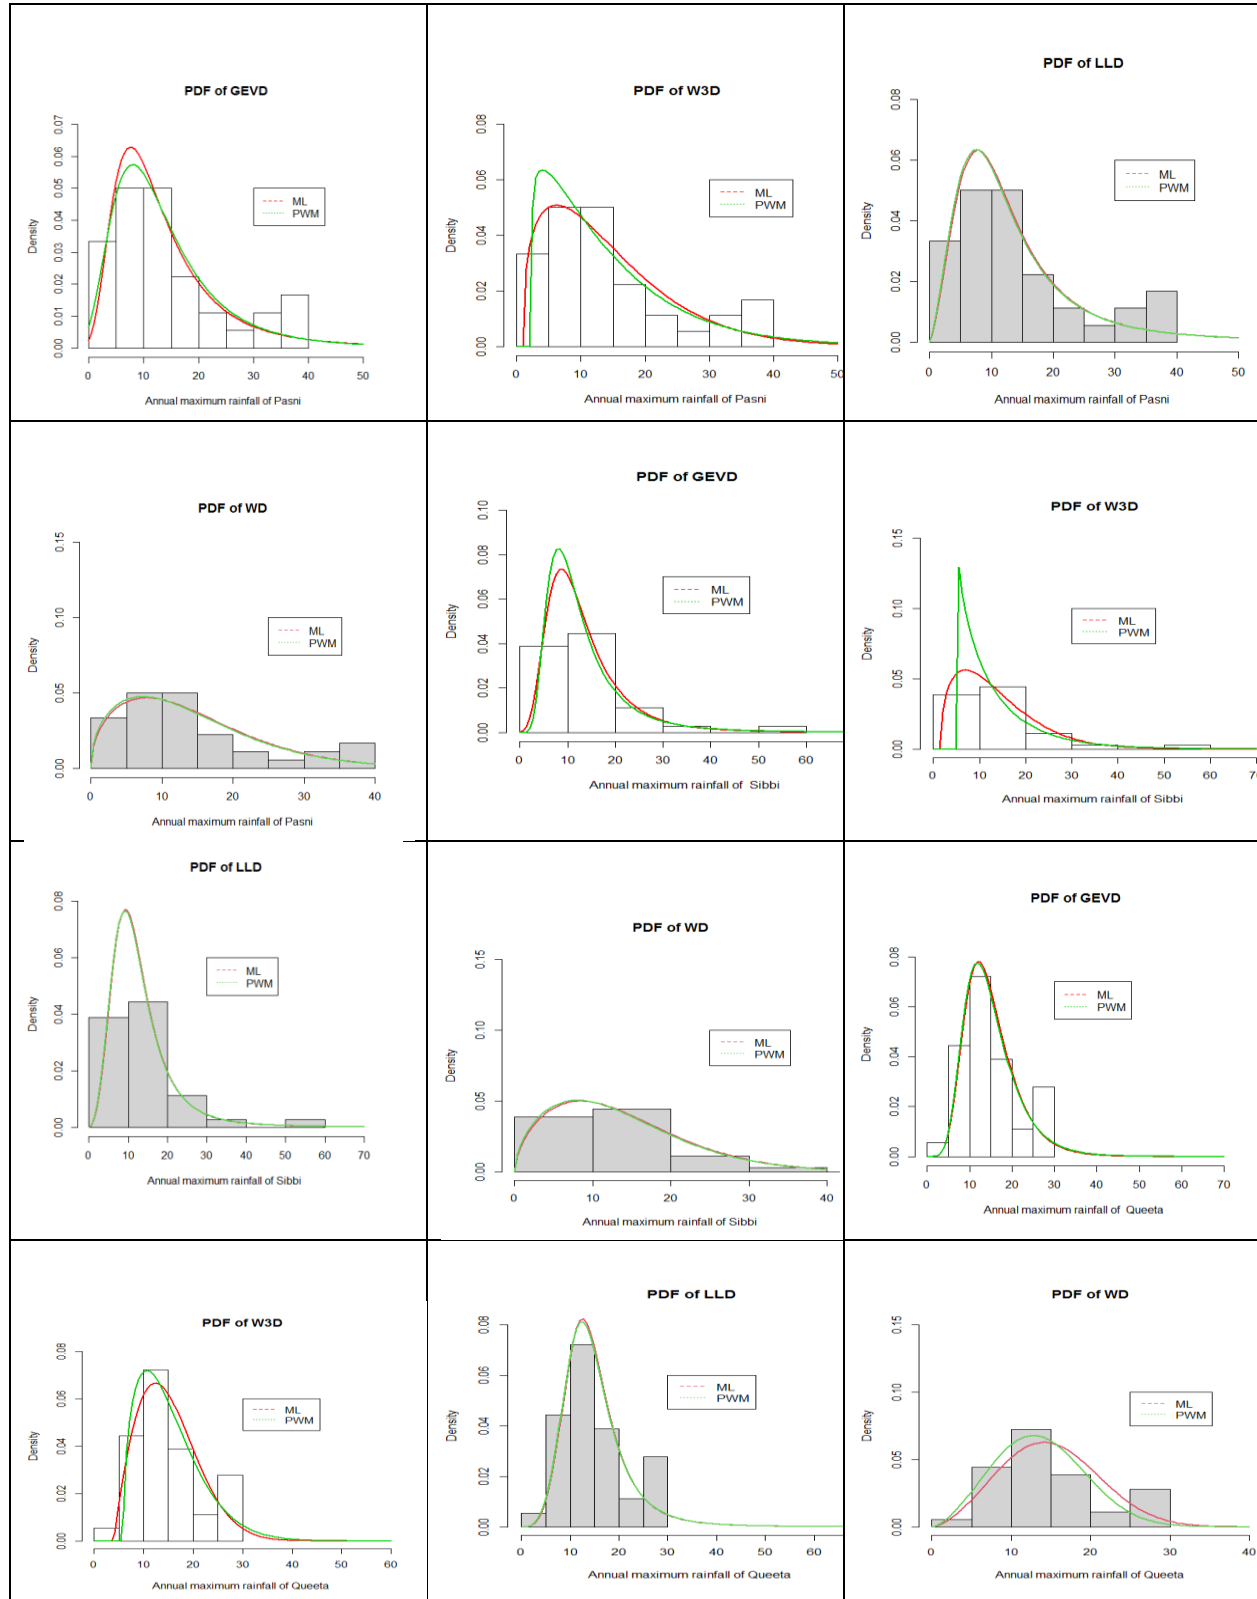 PDF of GEVD
0.07
0.06
0.05
0.04
0.03
0.02
0.01
0.00
Density
ML
PWM
0 10 20 30 40 50
Annual maximum rainfall of Pasni
PDF of W3D
0.08
0.06
0.04
0.02
0.00
Density
ML
PWM
0 10 20 30 40 50
Annual maximum rainfall of Pasni
PDF of LLD
0.08
0.06
0.04
0.02
0.00
Density
ML
PWM
0 10 20 30 40 50
Annual maximum rainfall of Pasni
PDF of WD
0.15
0.10
0.05
0.00
Density
ML
PWM
0 10 20 30 40
Annual maximum rainfall of Pasni
PDF of GEVD
0.10
0.08
0.06
0.04
0.02
0.00
Density
ML
PWM
0 10 20 30 40 50 60
Annual maximum rainfall of Sibbi
PDF of W3D
0.15
0.10
0.05
0.00
Density
ML
PWM
0 10 20 30 40 50 60 70
Annual maximum rainfall of Sibbi
PDF of LLD
0.08
0.06
0.04
0.02
0.00
Density
ML
PWM
0 10 20 30 40 50 60 70
Annual maximum rainfall of Sibbi
PDF of WD
0.15
0.10
0.05
0.00
Density
ML
PWM
0 10 20 30 40
Annual maximum rainfall of Sibbi
PDF of GEVD
0.08
0.06
0.04
0.02
0.00
Density
ML
PWM
0 10 20 30 40 50 60 70
Annual maximum rainfall of Queeta
PDF of W3D
0.08
0.06
0.04
0.02
0.00
Density
ML
PWM
0 10 20 30 40 50 60
Annual maximum rainfall of Queeta
PDF of LLD
0.08
0.06
0.04
0.02
0.00
Density
ML
PWM
0 10 20 30 40 50 60
Annual maximum rainfall of Queeta
PDF of WD
0.15
0.10
0.05
0.00
Density
ML
PWM
0 10 20 30 40
Annual maximum rainfall of Queeta